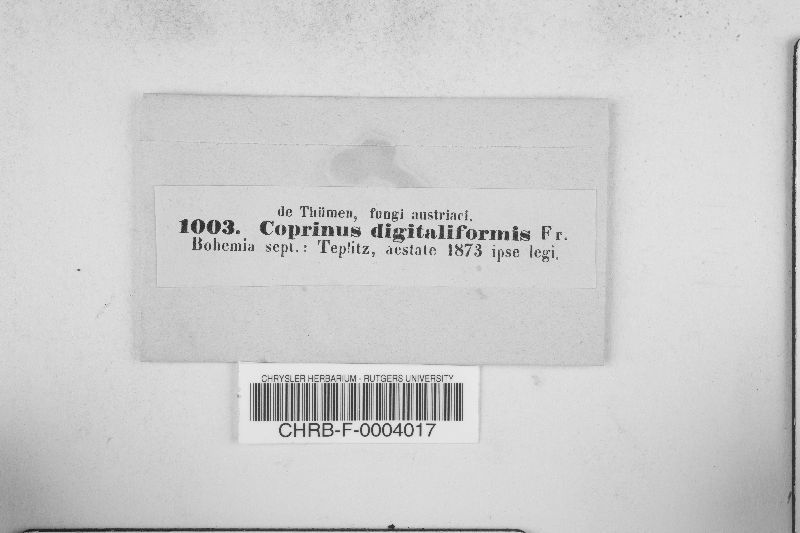 de Thümen, fungi austriaci.
1003. Coprinus digitaliformis Fr.
Bohemia sept.: Teplitz, aestate 1873 ipse legi.
CHRYSLER HERBARIUM - RUTGERS UNIVERSITY
CHRB-F-0004017